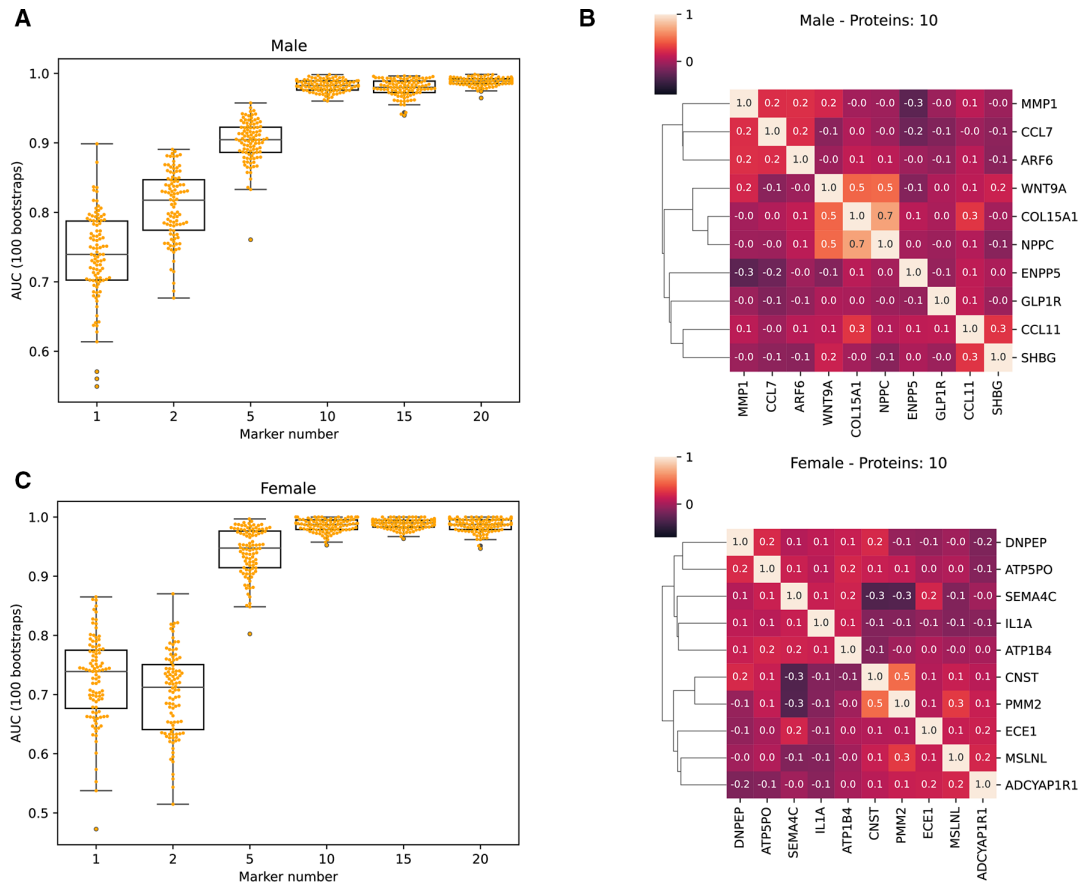 A
Male
AUC (100 bootstraps)
1.0
0.9
0.8
0.7
0.6
1 2 5 10 15 20
Marker number
B
Male - Proteins: 10
1
0
1.0 0.2 0.2 0.2 -0.0 -0.0 -0.3 -0.0 0.1 -0.0 MMP1
0.2 1.0 0.2 -0.1 0.0 -0.0 -0.2 -0.1 -0.0 -0.1 CCL7
0.2 0.2 1.0 -0.0 0.1 0.1 -0.0 -0.1 0.1 -0.1 ARF6
0.2 -0.1 -0.0 1.0 0.5 0.5 -0.1 0.0 0.1 0.2 WNT9A
-0.0 0.0 0.1 0.5 1.0 0.7 0.1 0.0 0.3 -0.0 COL15A1
-0.0 -0.0 0.1 0.5 0.7 1.0 0.0 -0.0 0.1 -0.1 NPPC
-0.3 -0.2 -0.0 -0.1 0.1 0.0 1.0 -0.1 0.1 0.0 ENPP5
-0.0 -0.1 -0.1 0.0 0.0 -0.0 -0.1 1.0 0.1 -0.0 GLP1R
0.1 -0.0 0.1 0.1 0.3 0.1 0.1 0.1 1.0 0.3 CCL11
-0.0 -0.1 -0.1 0.2 -0.0 -0.1 0.0 -0.0 0.3 1.0 SHBG
MMP1 CCL7 ARF6 WNT9A COL15A1 NPPC ENPP5 GLP1R CCL11 SHBG
C
Female
AUC (100 bootstraps)
1.0
0.9
0.8
0.7
0.6
0.5
1 2 5 10 15 20
Marker number
Female - Proteins: 10
1
0
1.0 0.2 0.1 0.1 0.1 0.2 -0.1 -0.1 -0.0 -0.2 DNPEP
0.2 1.0 0.1 0.1 0.2 0.1 0.1 0.0 0.0 -0.1 ATP5PO
0.1 0.1 1.0 0.1 0.2 -0.3 -0.3 0.2 -0.1 -0.0 SEMA4C
0.1 0.1 0.1 1.0 0.1 -0.1 -0.1 -0.1 -0.1 -0.1 IL1A
0.1 0.2 0.2 0.1 1.0 -0.1 -0.0 0.0 -0.0 0.0 ATP1B4
0.2 0.1 -0.3 -0.1 -0.1 1.0 0.5 0.1 0.1 0.1 CNST
-0.1 0.1 -0.3 -0.1 -0.0 0.5 1.0 0.1 0.3 0.1 PMM2
-0.1 0.0 0.2 -0.1 0.0 0.1 0.1 1.0 0.1 0.2 ECE1
-0.0 0.0 -0.1 -0.1 -0.0 0.1 0.3 0.1 1.0 0.2 MSLNL
-0.2 -0.1 -0.0 -0.1 0.0 0.1 0.1 0.2 0.2 1.0 ADCYAP1R1
DNPEP ATP5PO SEMA4C IL1A ATP1B4 CNST PMM2 ECE1 MSLNL ADCYAP1R1